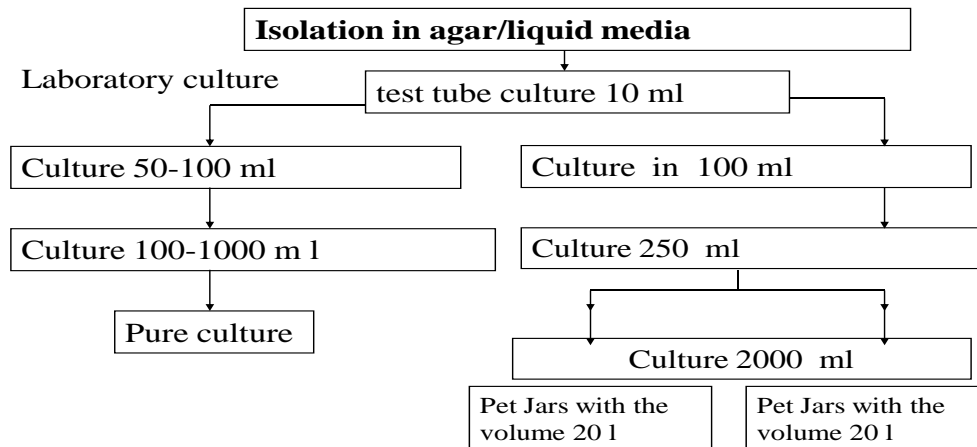 Isolation in agar/liquid media
Laboratory culture
test tube culture 10 ml
Culture 50-100 ml
Culture in 100 ml
Culture 100-1000 m l
Culture 250 ml
Pure culture
Culture 2000 ml
Pet Jars with the
volume 20 l
Pet Jars with the
volume 20 l